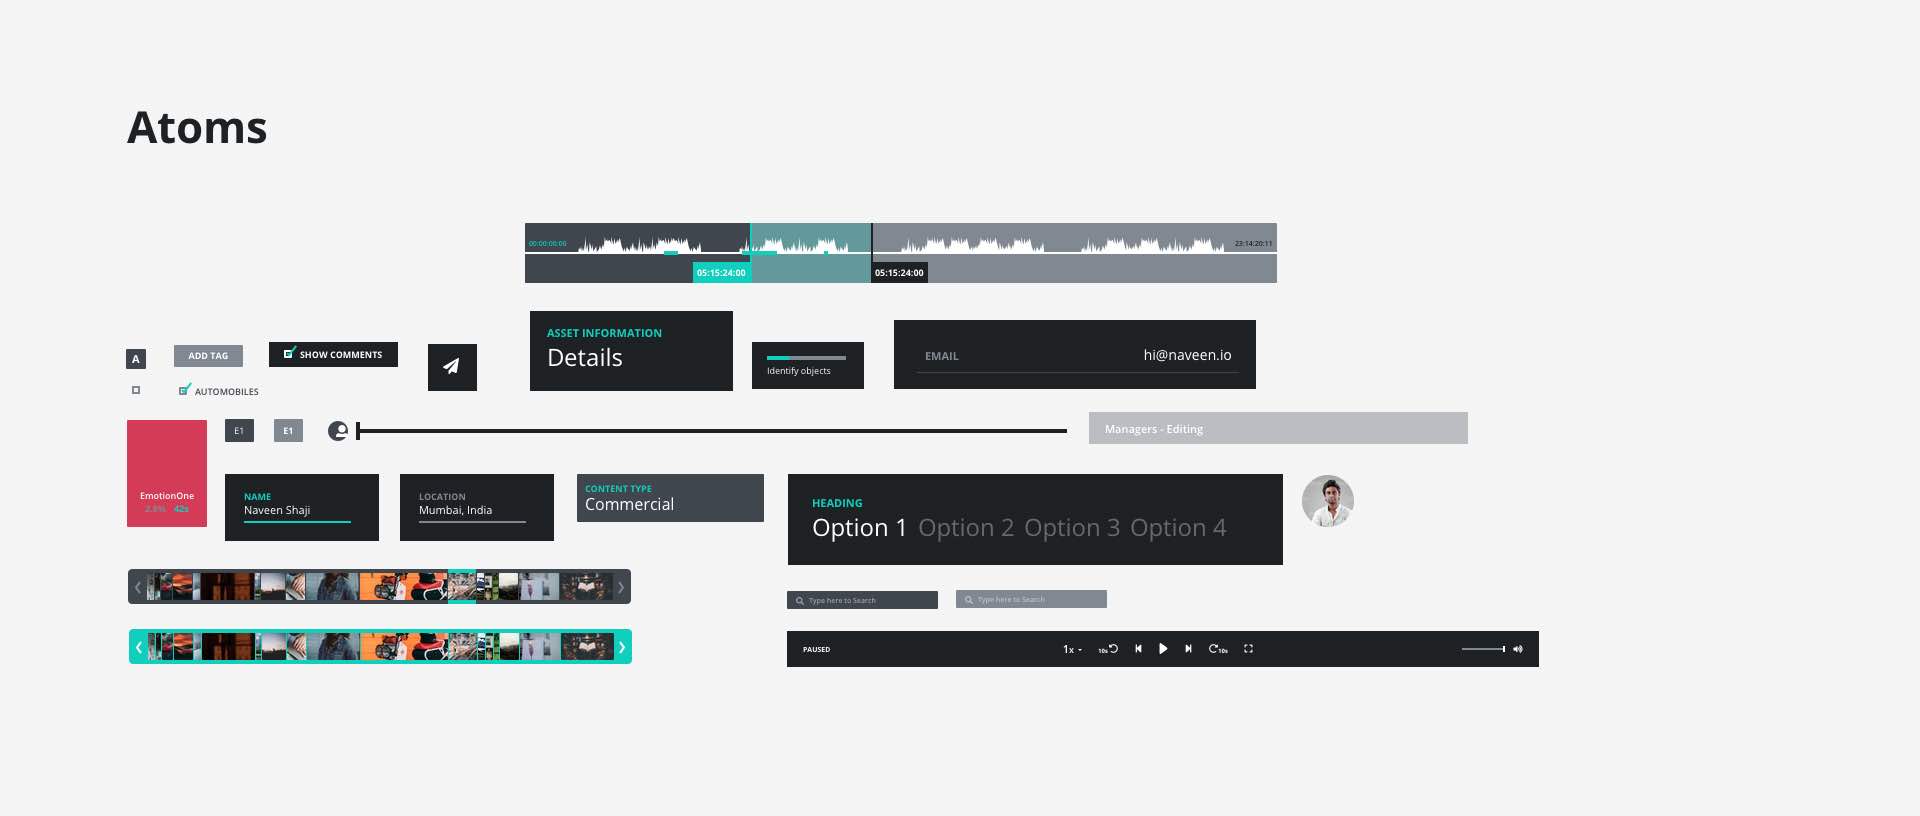 Atoms
00:00:00:00
23:14:20:11
05:15:24:00
05:15:24:00
ASSET INFORMATION
Details
A
ADD TAG
SHOW COMMENTS
Identify objects
EMAIL
hi@naveen.io
AUTOMOBILES
E1
E1
Managers - Editing
EmotionOne
2.8% 42s
NAME
Naveen Shaji
LOCATION
Mumbai, India
CONTENT TYPE
Commercial
HEADING
Option 1 Option 2 Option 3 Option 4
Type here to Search
Type here to Search
PAUSED
1x
10s
10s